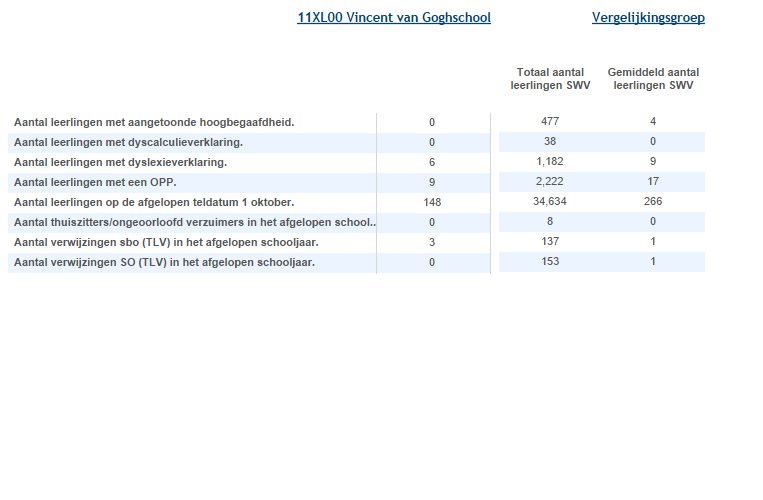 11XL00 Vincent van Goghschool Vergelijkingsgroep
Totaal aantal Gemiddeld aantal
leerlingen SWV leerlingen SWV
Aantal leerlingen met aangetoonde hoogbegaafdheid. 0 477 4
Aantal leerlingen met dyscalculieverklaring. 0 38 0
Aantal leerlingen met dyslexieverklaring. 6 1,182 9
Aantal leerlingen met een OPP. 9 2,222 17
Aantal leerlingen op de afgelopen teldatum 1 oktober. 148 34,634 266
Aantal thuiszitters/ongeoorloofd verzuimers in het afgelopen school.. 0 8 0
Aantal verwijzingen sbo (TLV) in het afgelopen schooljaar. 3 137 1
Aantal verwijzingen SO (TLV) in het afgelopen schooljaar. 0 153 1